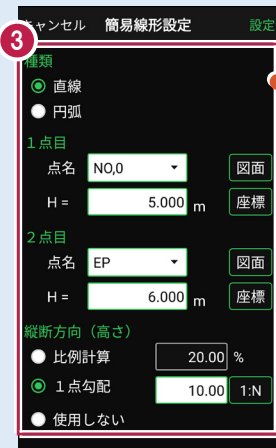 キャンセル 簡易線形設定 設定
3
種類
直線
円弧
1点目
点名 NO,0 図面
H = 5.000 m 座標
2点目
点名 EP 図面
H = 6.000 m 座標
縦断方向（高さ）
比例計算 20.00 %
1点勾配 10.00 1:N
使用しない